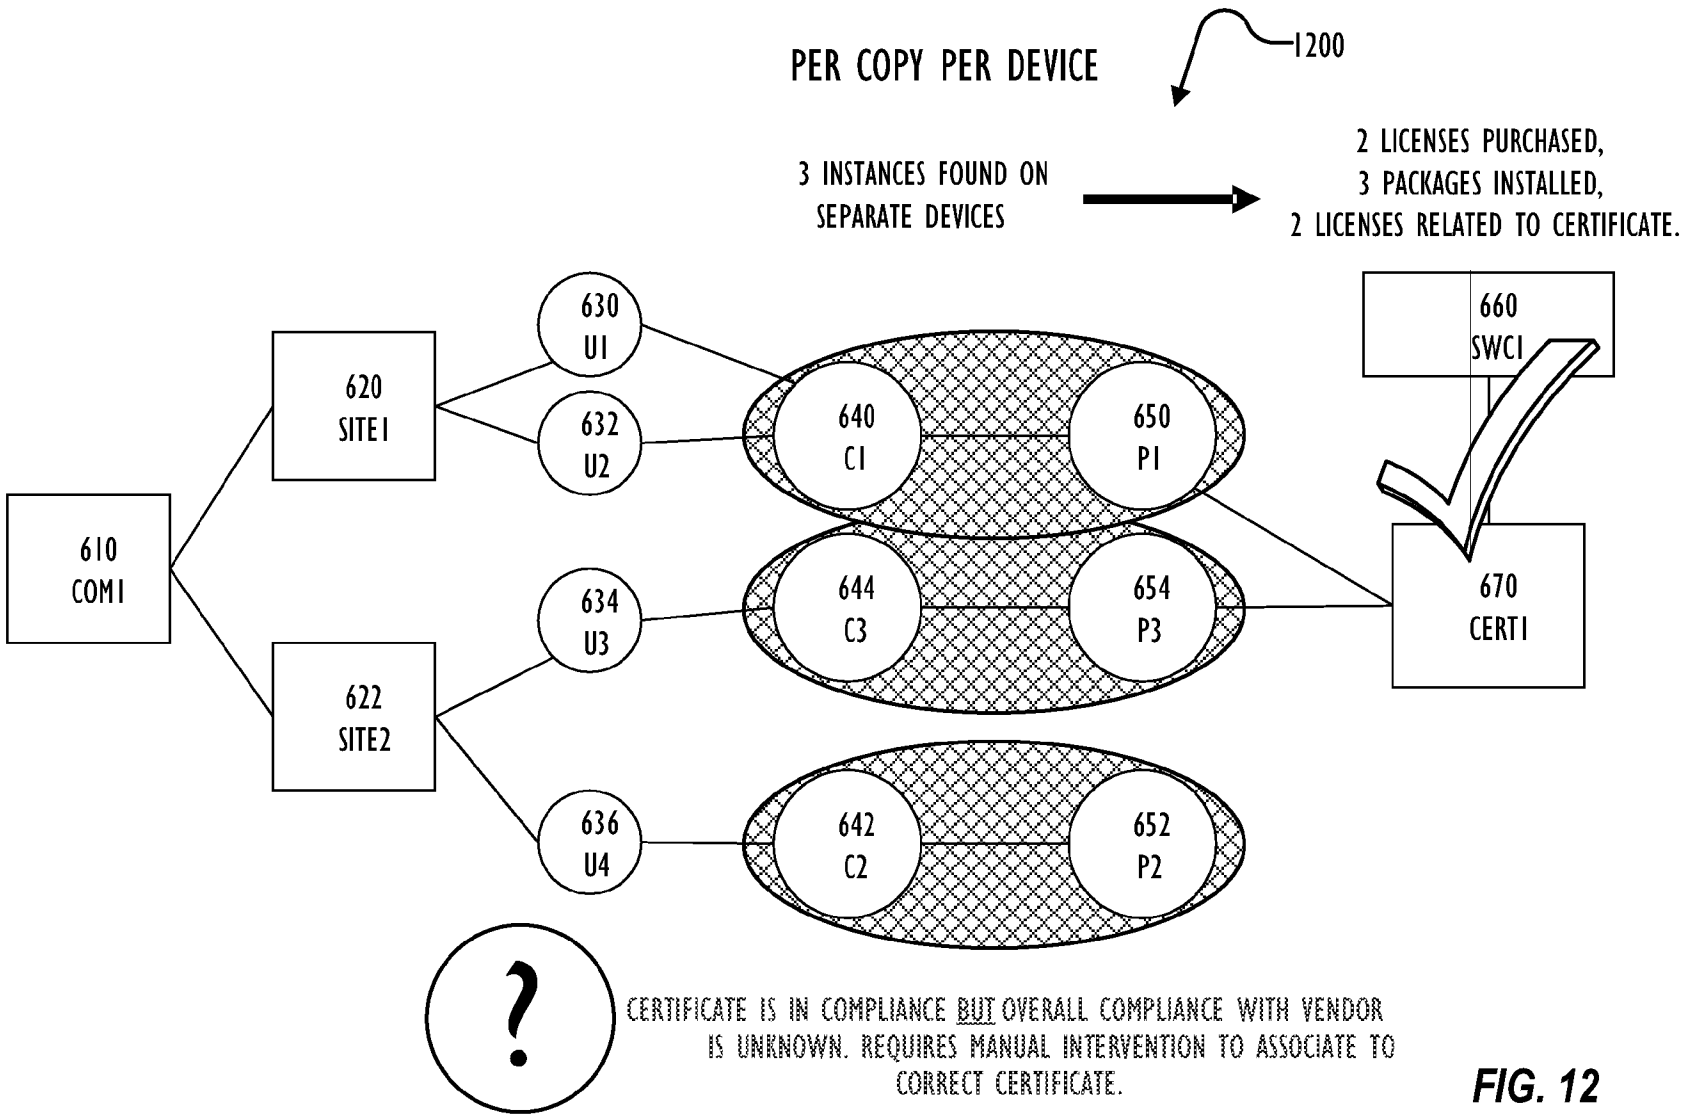 PER COPY PER DEVICE
1200
3 INSTANCES FOUND ON
SEPARATE DEVICES
2 LICENSES PURCHASED,
3 PACKAGES INSTALLED,
2 LICENSES RELATED TO CERTIFICATE.
610
COM1
620
SITE1
622
SITE2
630
U1
632
U2
634
U3
636
U4
640
C1
644
C3
642
C2
650
P1
654
P3
652
P2
660
SWC1
670
CERT1
?
CERTIFICATE IS IN COMPLIANCE BUT OVERALL COMPLIANCE WITH VENDOR
IS UNKNOWN. REQUIRES MANUAL INTERVENTION TO ASSOCIATE TO
CORRECT CERTIFICATE.
FIG. 12